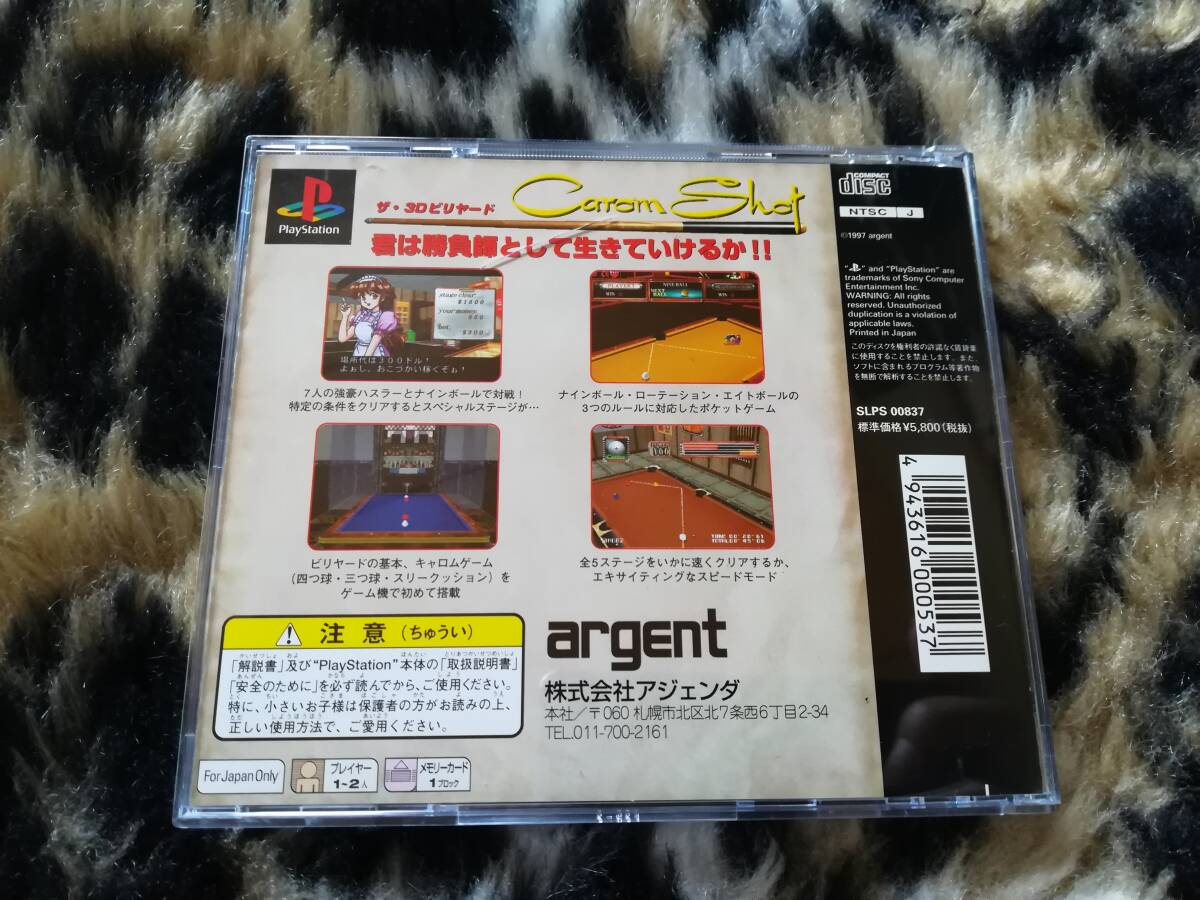 PlayStation
ザ・3Dビリヤード
Carom Shot
君は勝負師として生きていけるか!!
stage clear
$1800
your money
bet
$300
場所代は300ドル!
よぉし、おこづかい稼ぐぞぉ!
7人の強豪ハスラーとナインボールで対戦!
特定の条件をクリアするとスペシャルステージが…
PLAYER1
WIN
NINE BALL
NEXT BALL
WIN
ナインボール・ローテーション・エイトボールの
3つのルールに対応したポケットゲーム
ビリヤードの基本、キャロムゲーム
(四つ球・三つ球・スリークッション)を
ゲーム機で初めて搭載
全5ステージをいかに速くクリアするか、
エキサイティングなスピードモード
注意(ちゅうい)
「解説書」及び“PlayStation”本体の「取扱説明書」
「安全のために」を必ず読んでから、ご使用ください。
特に、小さいお子様は保護者の方がお読みの上、
正しい使用方法で、ご愛用ください。
For Japan Only
プレイヤー
1~2人
メモリーカード
1ブロック
argent
株式会社アジェンダ
本社/〒060 札幌市北区北7条西6丁目2-34
TEL.011-700-2161
COMPACT
disc
NTSC J
©1997 argent
“ ” and “PlayStation” are
trademarks of Sony Computer
Entertainment Inc.
WARNING: All rights
reserved. Unauthorized
duplication is a violation of
applicable laws.
Printed in Japan
このディスクを権利者の許諾なく賃貸業
に使用することを禁止します。また、
ソフトに含まれるプログラム等著作物
を無断で解析することを禁止します。
SLPS 00837
標準価格¥5,800(税抜)
4 943616 000537